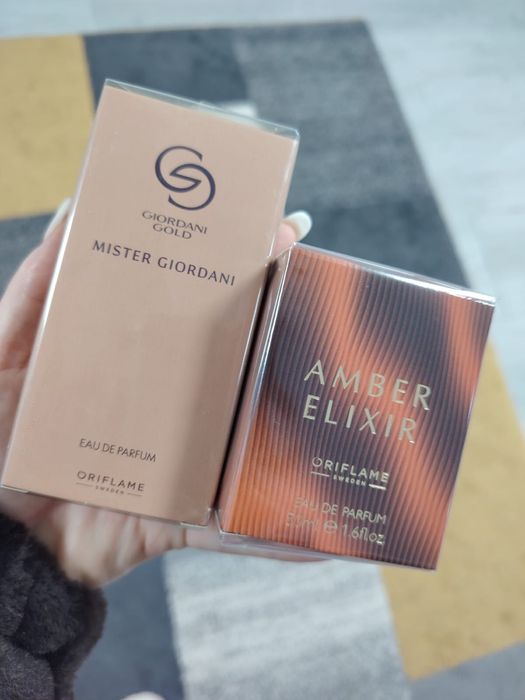 GIORDANI
GOLD
MISTER GIORDANI
EAU DE PARFUM
ORIFLAME
SWEDEN
AMBER
ELIXIR
ORIFLAME
SWEDEN
EAU DE PARFUM
50ml ℮ 1.6fl.oz